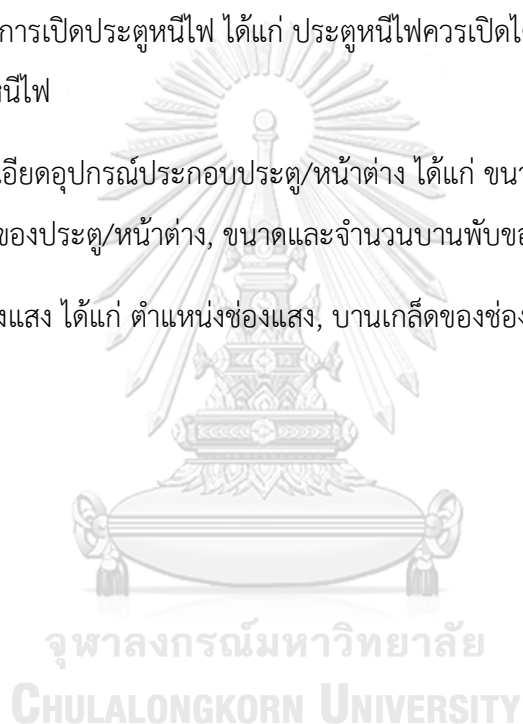 การเปิดประตูหนีไฟ ได้แก่ ประตูหนีไฟควรเปิดไ
หนีไฟ
เอียดอุปกรณ์ประกอบประตู/หน้าต่าง ได้แก่ ขนา
ของประตู/หน้าต่าง, ขนาดและจำนวนบานพับขอ
งแสง ได้แก่ ตำแหน่งช่องแสง, บานเกล็ดของช่อง
จุฬาลงกรณ์มหาวิทยาลัย
CHULALONGKORN UNIVERSITY